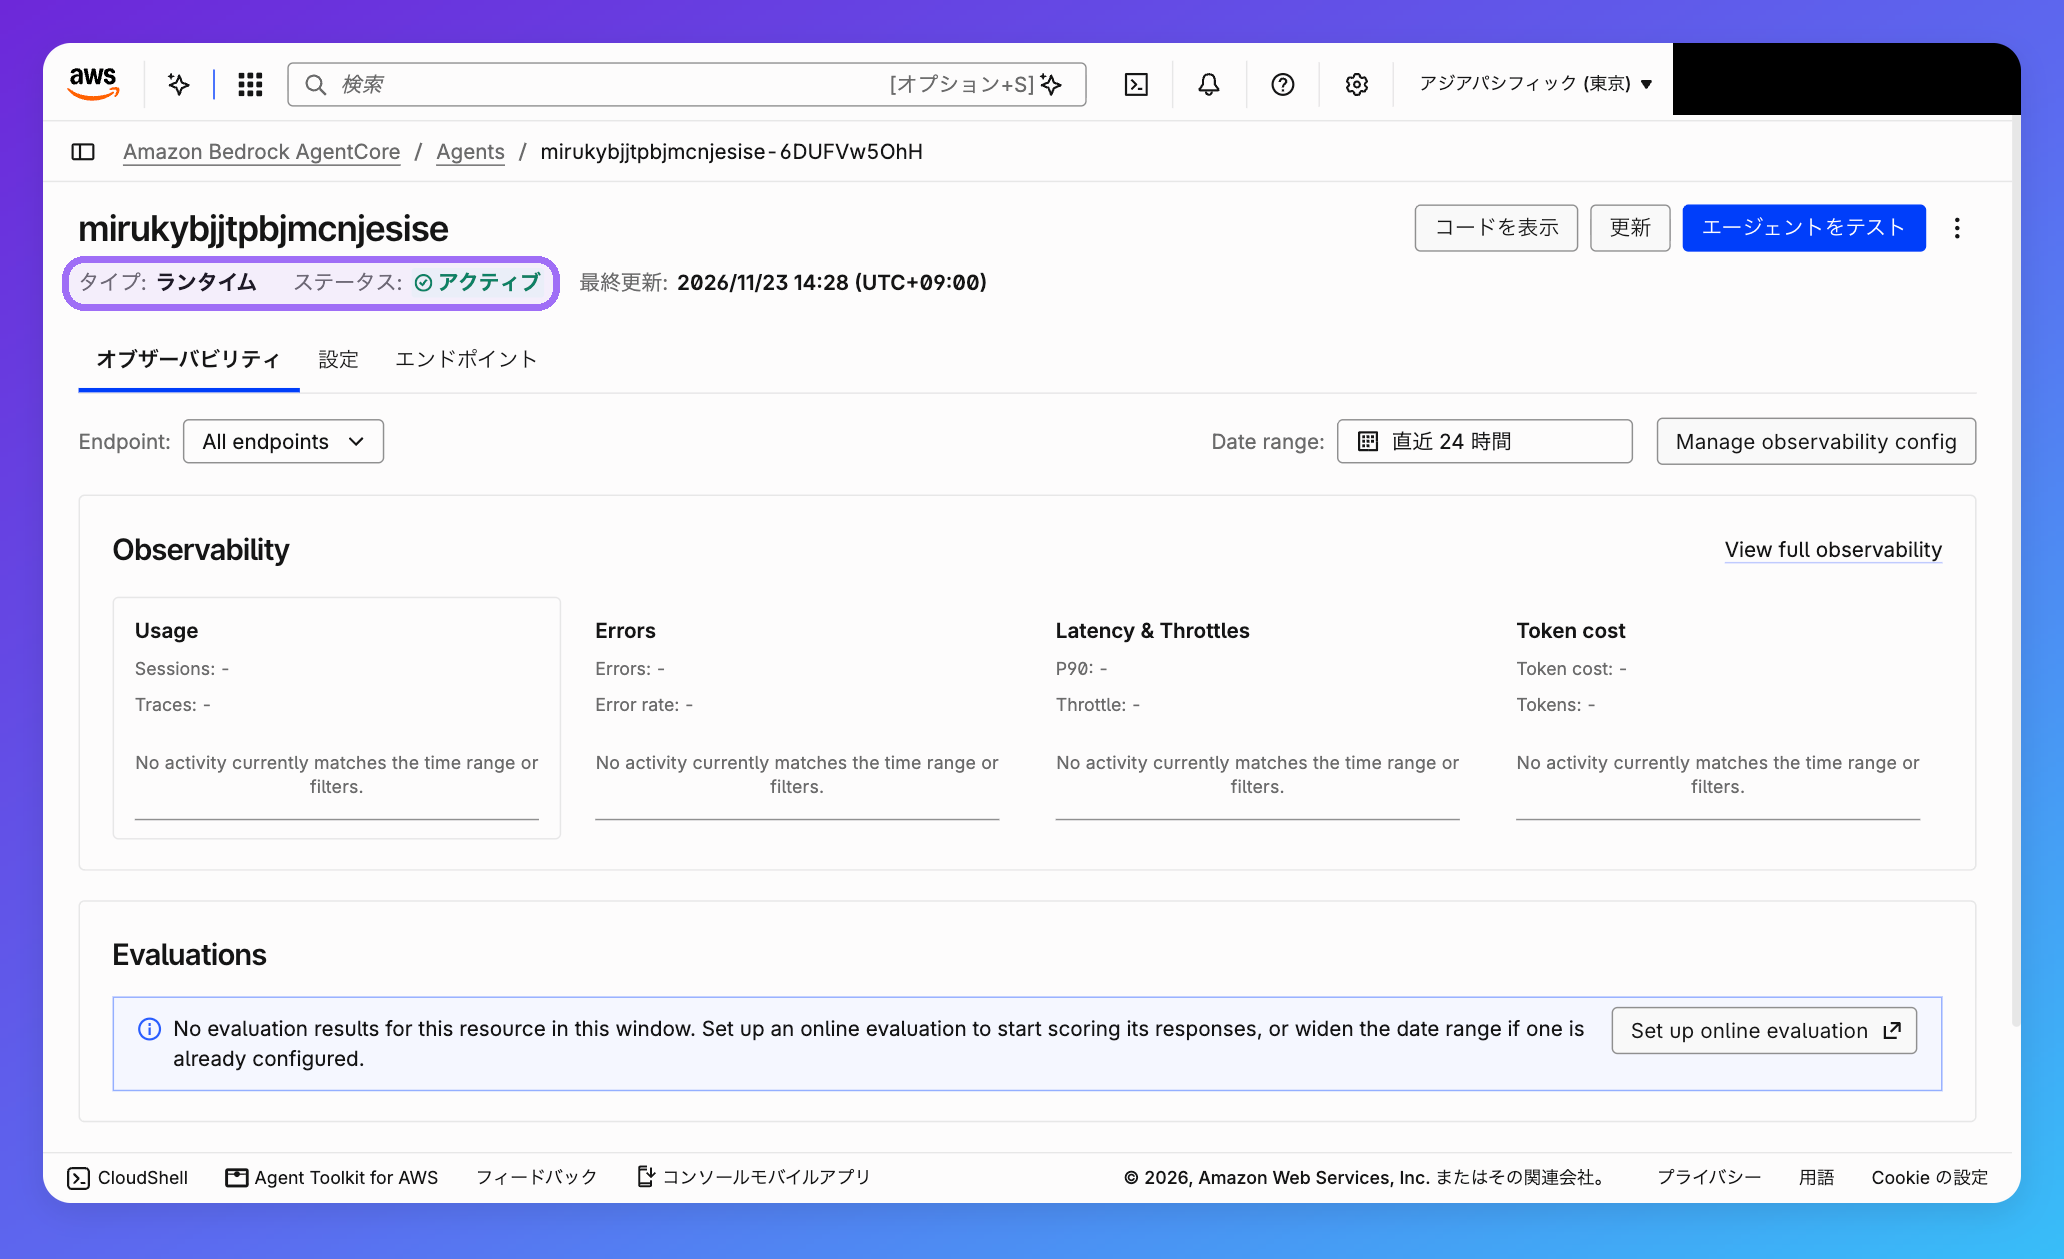 aws
検索 [オプション+S]
アジアパシフィック (東京)
Amazon Bedrock AgentCore / Agents / mirukybjjtpbjmcnjesise-6DUFVw5OhH
mirukybjjtpbjmcnjesise
コードを表示 更新 エージェントをテスト
タイプ: ランタイム ステータス: アクティブ 最終更新: 2026/11/23 14:28 (UTC+09:00)
オブザーバビリティ 設定 エンドポイント
Endpoint: All endpoints Date range: 直近 24 時間 Manage observability config
Observability View full observability
Usage
Sessions: -
Traces: -
No activity currently matches the time range or
filters.
Errors
Errors: -
Error rate: -
No activity currently matches the time range or
filters.
Latency & Throttles
P90: -
Throttle: -
No activity currently matches the time range or
filters.
Token cost
Token cost: -
Tokens: -
No activity currently matches the time range or
filters.
Evaluations
No evaluation results for this resource in this window. Set up an online evaluation to start scoring its responses, or widen the date range if one is
already configured.
Set up online evaluation
CloudShell Agent Toolkit for AWS フィードバック コンソールモバイルアプリ © 2026, Amazon Web Services, Inc. またはその関連会社。 プライバシー 用語 Cookie の設定